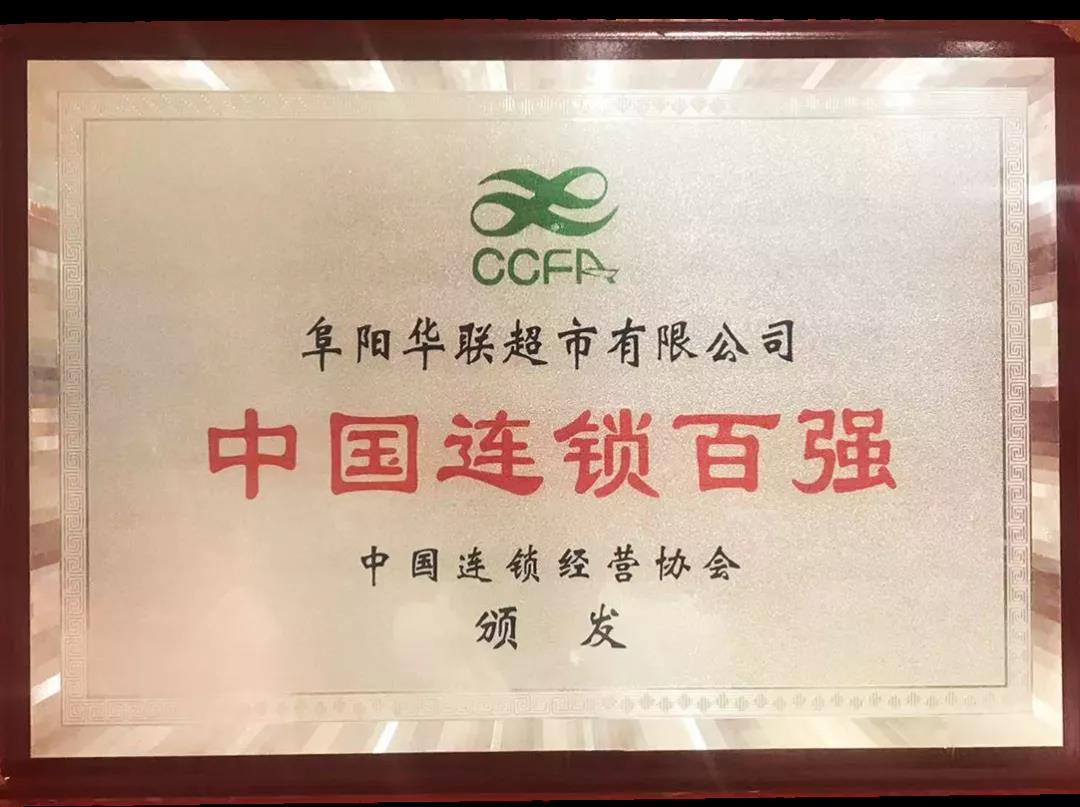 CCFA
阜阳华联超市有限公司
中国连锁百强
中国连锁经营协会
颁 发